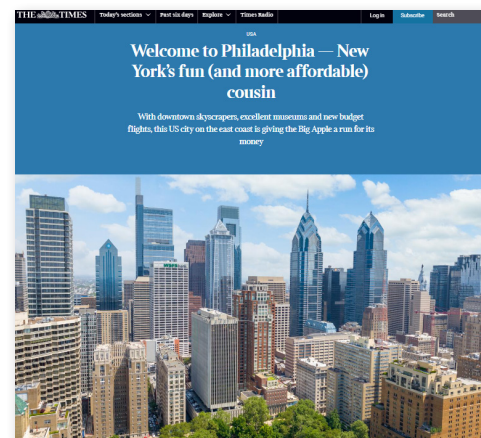 THE TIMES Today's sections Past six days Explore Times Radio Log in Subscribe Search
USA
Welcome to Philadelphia — New
York's fun (and more affordable)
cousin
With downtown skyscrapers, excellent museums and new budget
flights, this US city on the east coast is giving the Big Apple a run for its
money